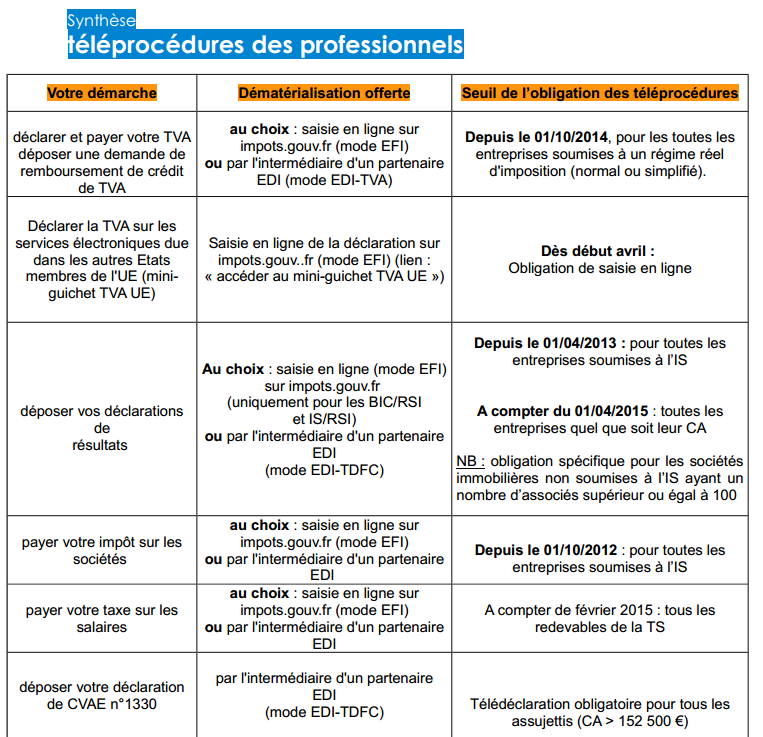 Synthèse
téléprocédures des professionnels
Votre démarche
Dématérialisation offerte
Seuil de l'obligation des téléprocédures
déclarer et payer votre TVA
déposer une demande de
remboursement de crédit
de TVA
au choix : saisie en ligne sur
impots.gouv.fr (mode EFI)
ou par l'intermédiaire d'un partenaire
EDI (mode EDI-TVA)
Depuis le 01/10/2014, pour les toutes les
entreprises soumises à un régime réel
d'imposition (normal ou simplifié).
Déclarer la TVA sur les
services électroniques due
dans les autres Etats
membres de l'UE (mini-
guichet TVA UE)
Saisie en ligne de la déclaration sur
impots.gouv..fr (mode EFI) (lien :
« accéder au mini-guichet TVA UE »)
Dès début avril :
Obligation de saisie en ligne
déposer vos déclarations
de
résultats
Au choix : saisie en ligne (mode EFI)
sur impots.gouv.fr
(uniquement pour les BIC/RSI
et IS/RSI)
ou par l'intermédiaire d'un partenaire
EDI
(mode EDI-TDFC)
Depuis le 01/04/2013 : pour toutes les
entreprises soumises à l'IS
A compter du 01/04/2015 : toutes les
entreprises quel que soit leur CA
NB : obligation spécifique pour les sociétés
immobilières non soumises à l'IS ayant un
nombre d'associés supérieur ou égal à 100
payer votre impôt sur les
sociétés
au choix : saisie en ligne sur
impots.gouv.fr (mode EFI)
ou par l'intermédiaire d'un partenaire
EDI
Depuis le 01/10/2012 : pour toutes les
entreprises soumises à l'IS
payer votre taxe sur les
salaires
au choix : saisie en ligne sur
impots.gouv.fr (mode EFI)
ou par l'intermédiaire d'un partenaire
EDI
A compter de février 2015 : tous les
redevables de la TS
déposer votre déclaration
de CVAE n°1330
par l'intermédiaire d'un partenaire
EDI
(mode EDI-TDFC)
Télédéclaration obligatoire pour tous les
assujettis (CA > 152 500 €)